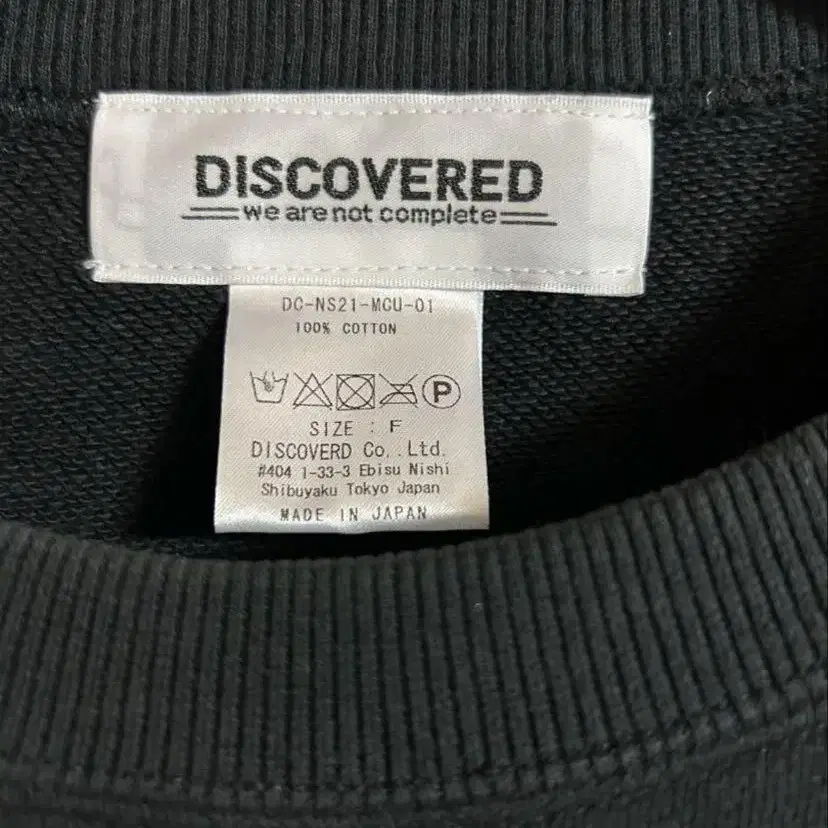 DISCOVERED
we are not complete
DC-NS21-MCU-01
100% COTTON
P
SIZE : F
DISCOVERD Co,.Ltd.
#404 1-33-3 Ebisu Nishi
Shibuyaku Tokyo Japan
MADE IN JAPAN